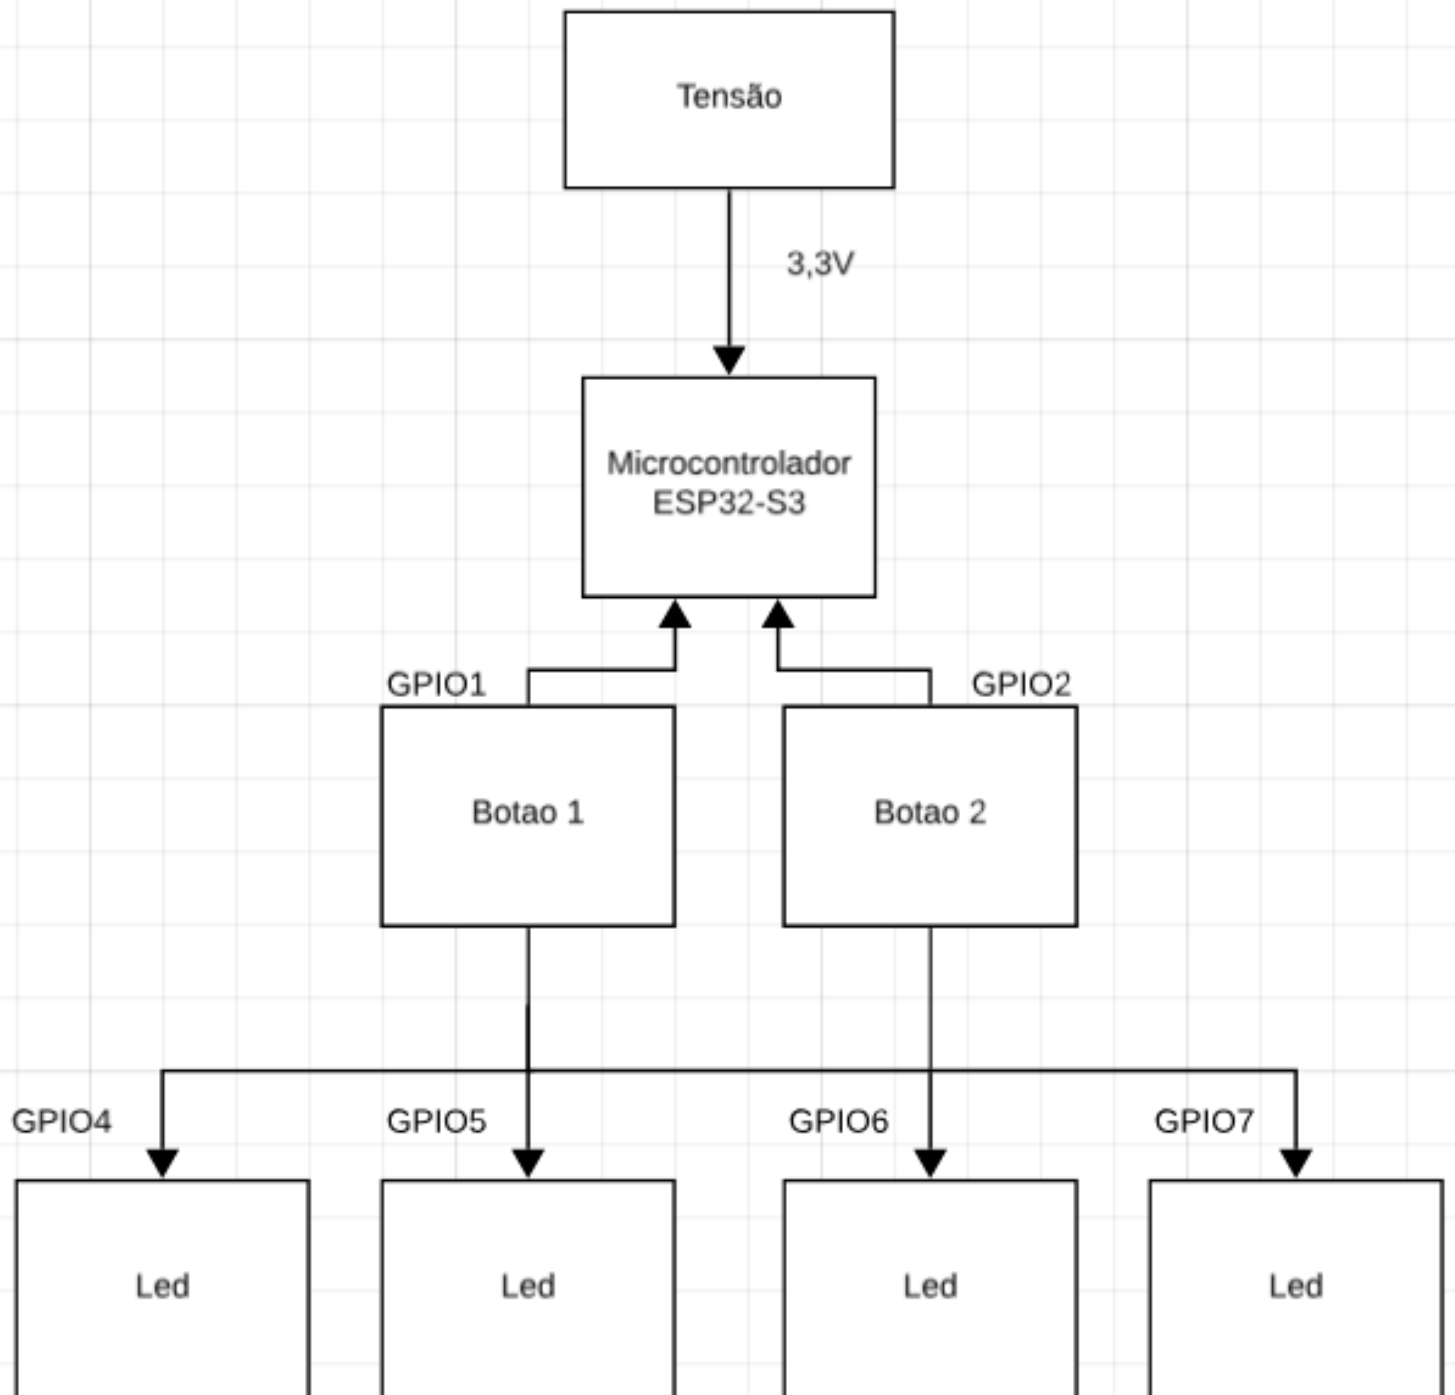 Tensão
3,3V
Microcontrolador
ESP32-S3
GPIO1
GPIO2
Botao 1
Botao 2
GPIO4
GPIO5
GPIO6
GPIO7
Led
Led
Led
Led